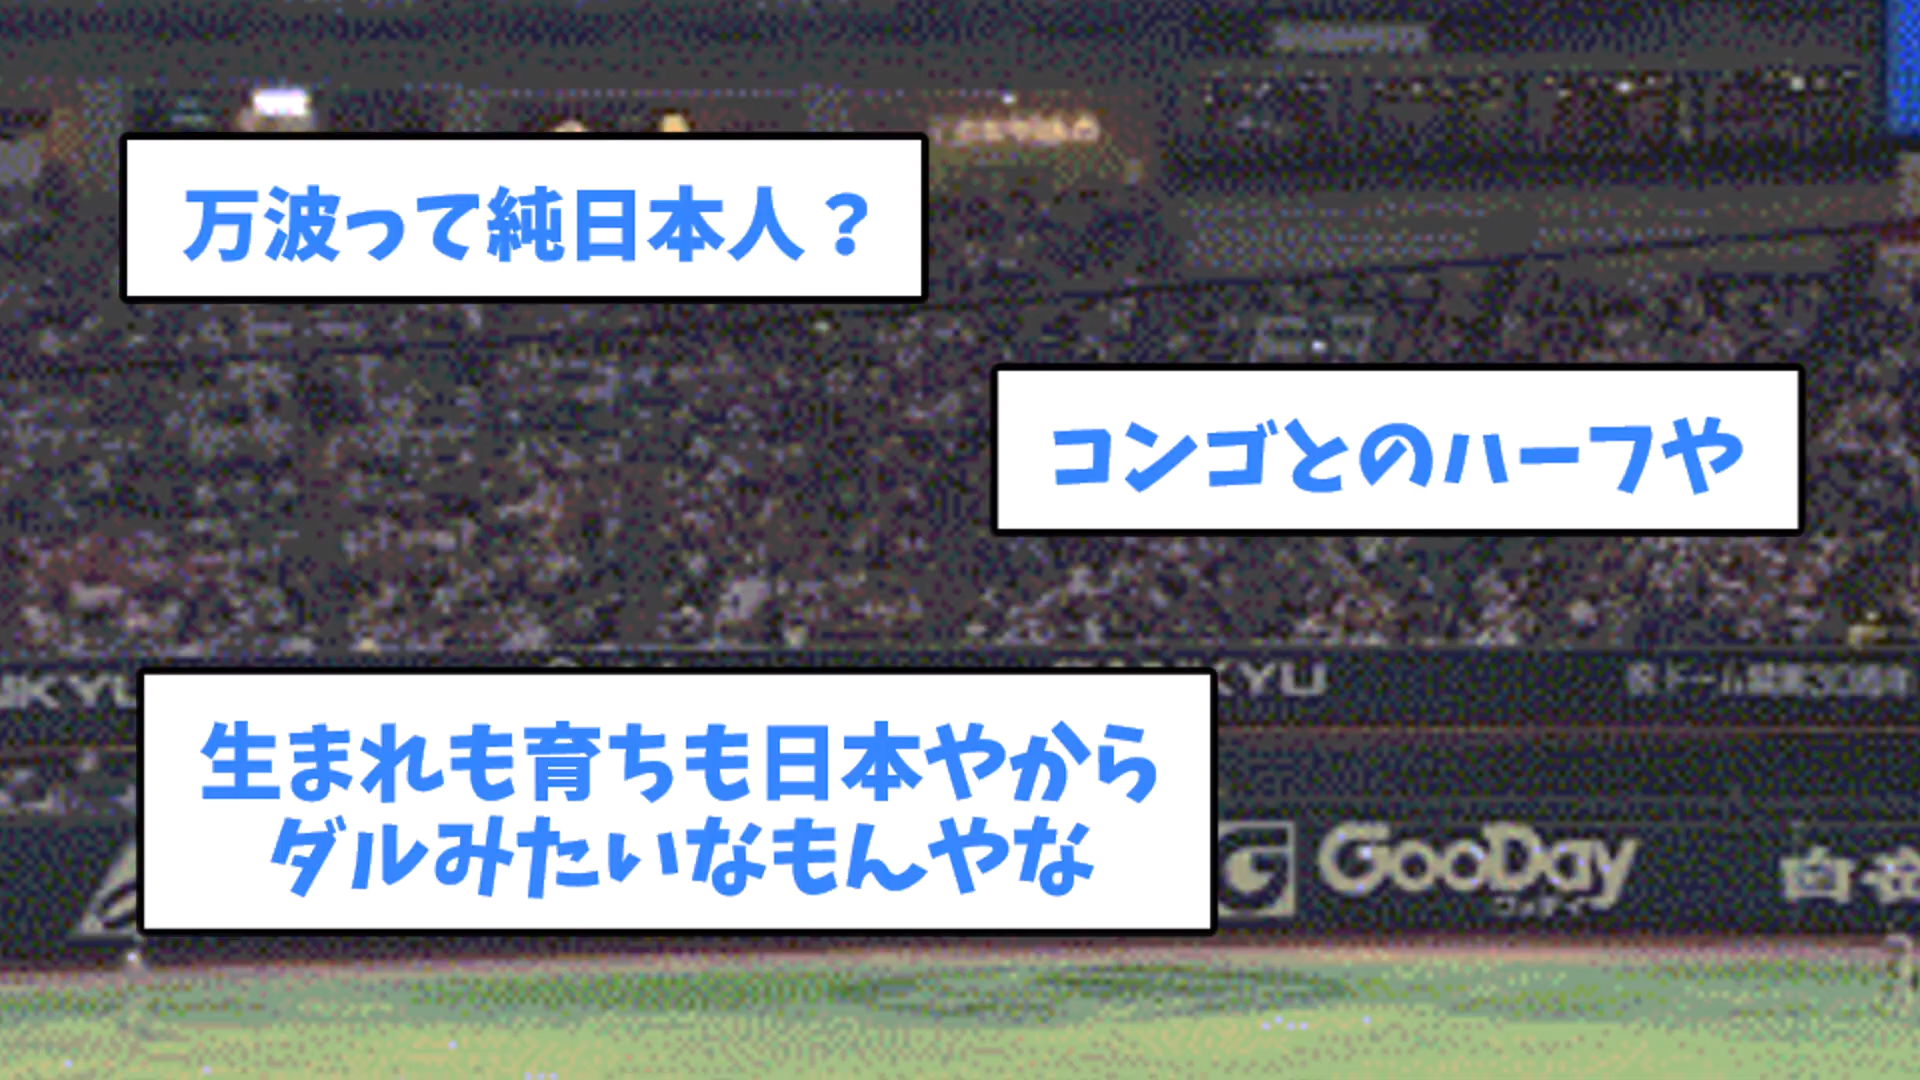 万波って純日本人？
コンゴとのハーフや
KYU
生まれも育ちも日本やから
ダルみたいなもんやな
GooDay